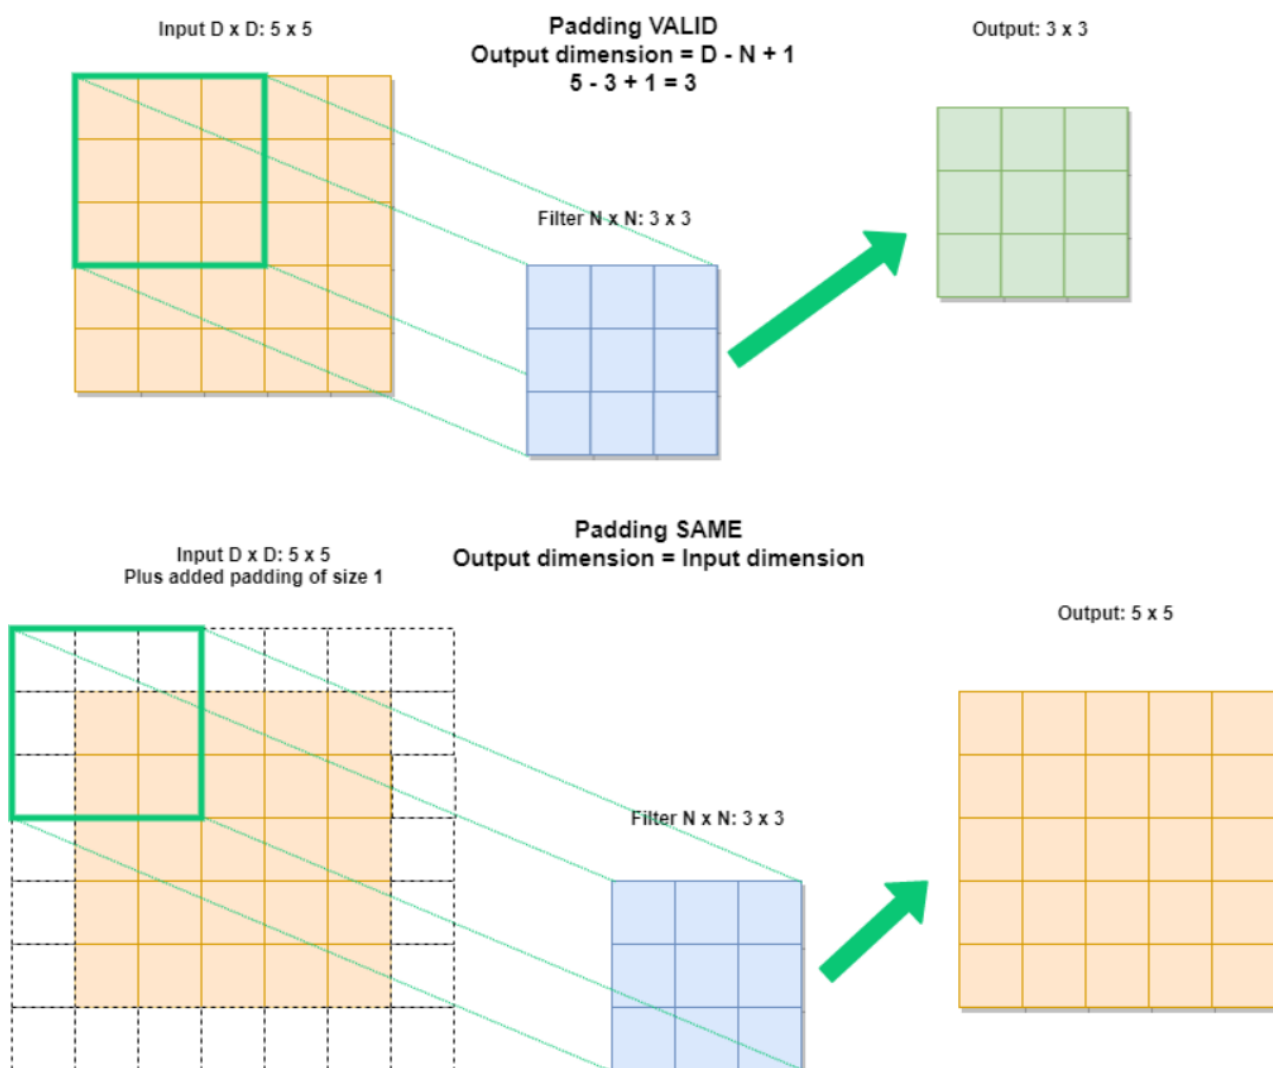 Input D x D: 5 x 5
Padding VALID
Output dimension = D - N + 1
5 - 3 + 1 = 3
Output: 3 x 3
Filter N x N: 3 x 3
Padding SAME
Output dimension = Input dimension
Input D x D: 5 x 5
Plus added padding of size 1
Output: 5 x 5
Filter N x N: 3 x 3